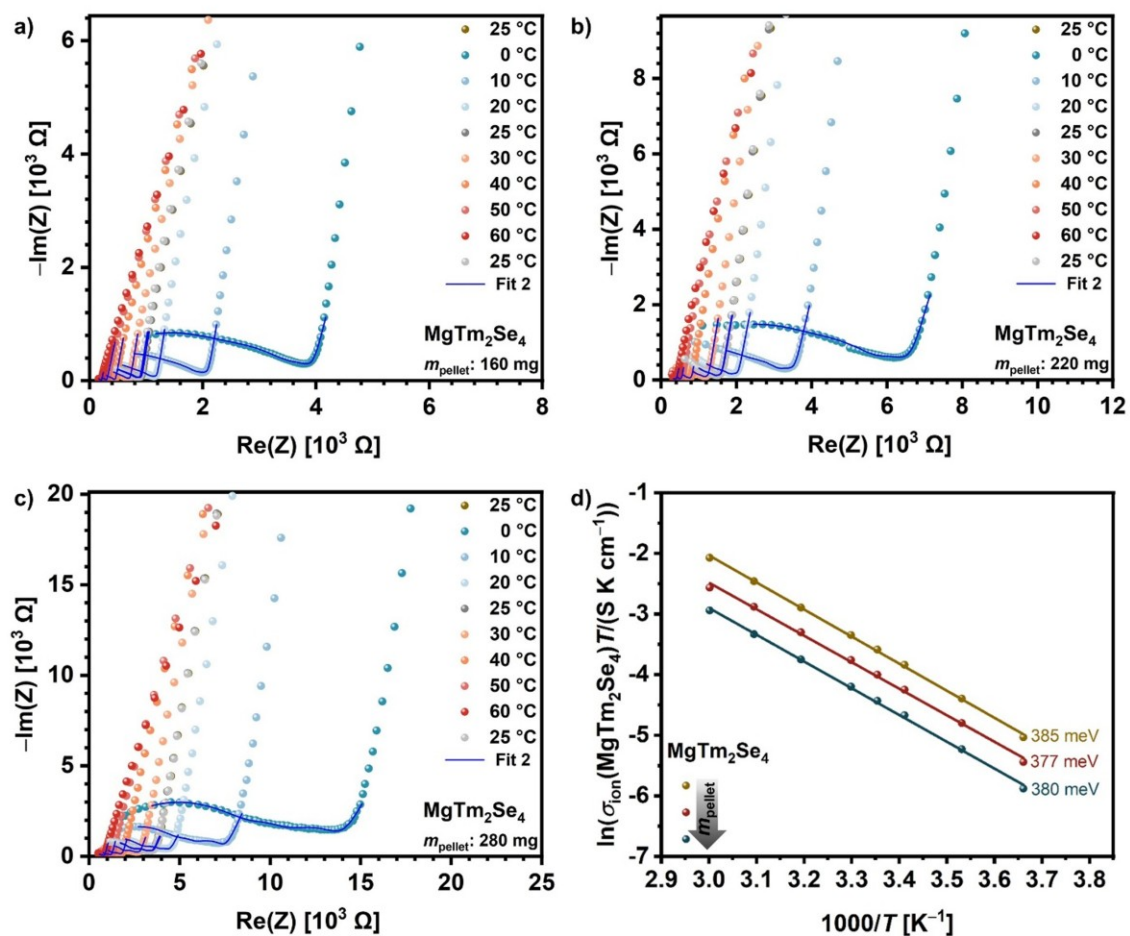 a)
6
4
2
0
0 2 4 6 8
−Im(Z) [10³ Ω]
Re(Z) [10³ Ω]
25 °C
0 °C
10 °C
20 °C
25 °C
30 °C
40 °C
50 °C
60 °C
25 °C
Fit 2
MgTm₂Se₄
m_pellet: 160 mg
b)
8
6
4
2
0
0 2 4 6 8 10 12
−Im(Z) [10³ Ω]
Re(Z) [10³ Ω]
25 °C
0 °C
10 °C
20 °C
25 °C
30 °C
40 °C
50 °C
60 °C
25 °C
Fit 2
MgTm₂Se₄
m_pellet: 220 mg
c)
20
15
10
5
0
0 5 10 15 20 25
−Im(Z) [10³ Ω]
Re(Z) [10³ Ω]
25 °C
0 °C
10 °C
20 °C
25 °C
30 °C
40 °C
50 °C
60 °C
25 °C
Fit 2
MgTm₂Se₄
m_pellet: 280 mg
d)
-1
-2
-3
-4
-5
-6
-7
2.9 3.0 3.1 3.2 3.3 3.4 3.5 3.6 3.7 3.8
ln(σ_ion(MgTm₂Se₄)T/(S K cm⁻¹))
1000/T [K⁻¹]
385 meV
377 meV
380 meV
MgTm₂Se₄
m_pellet